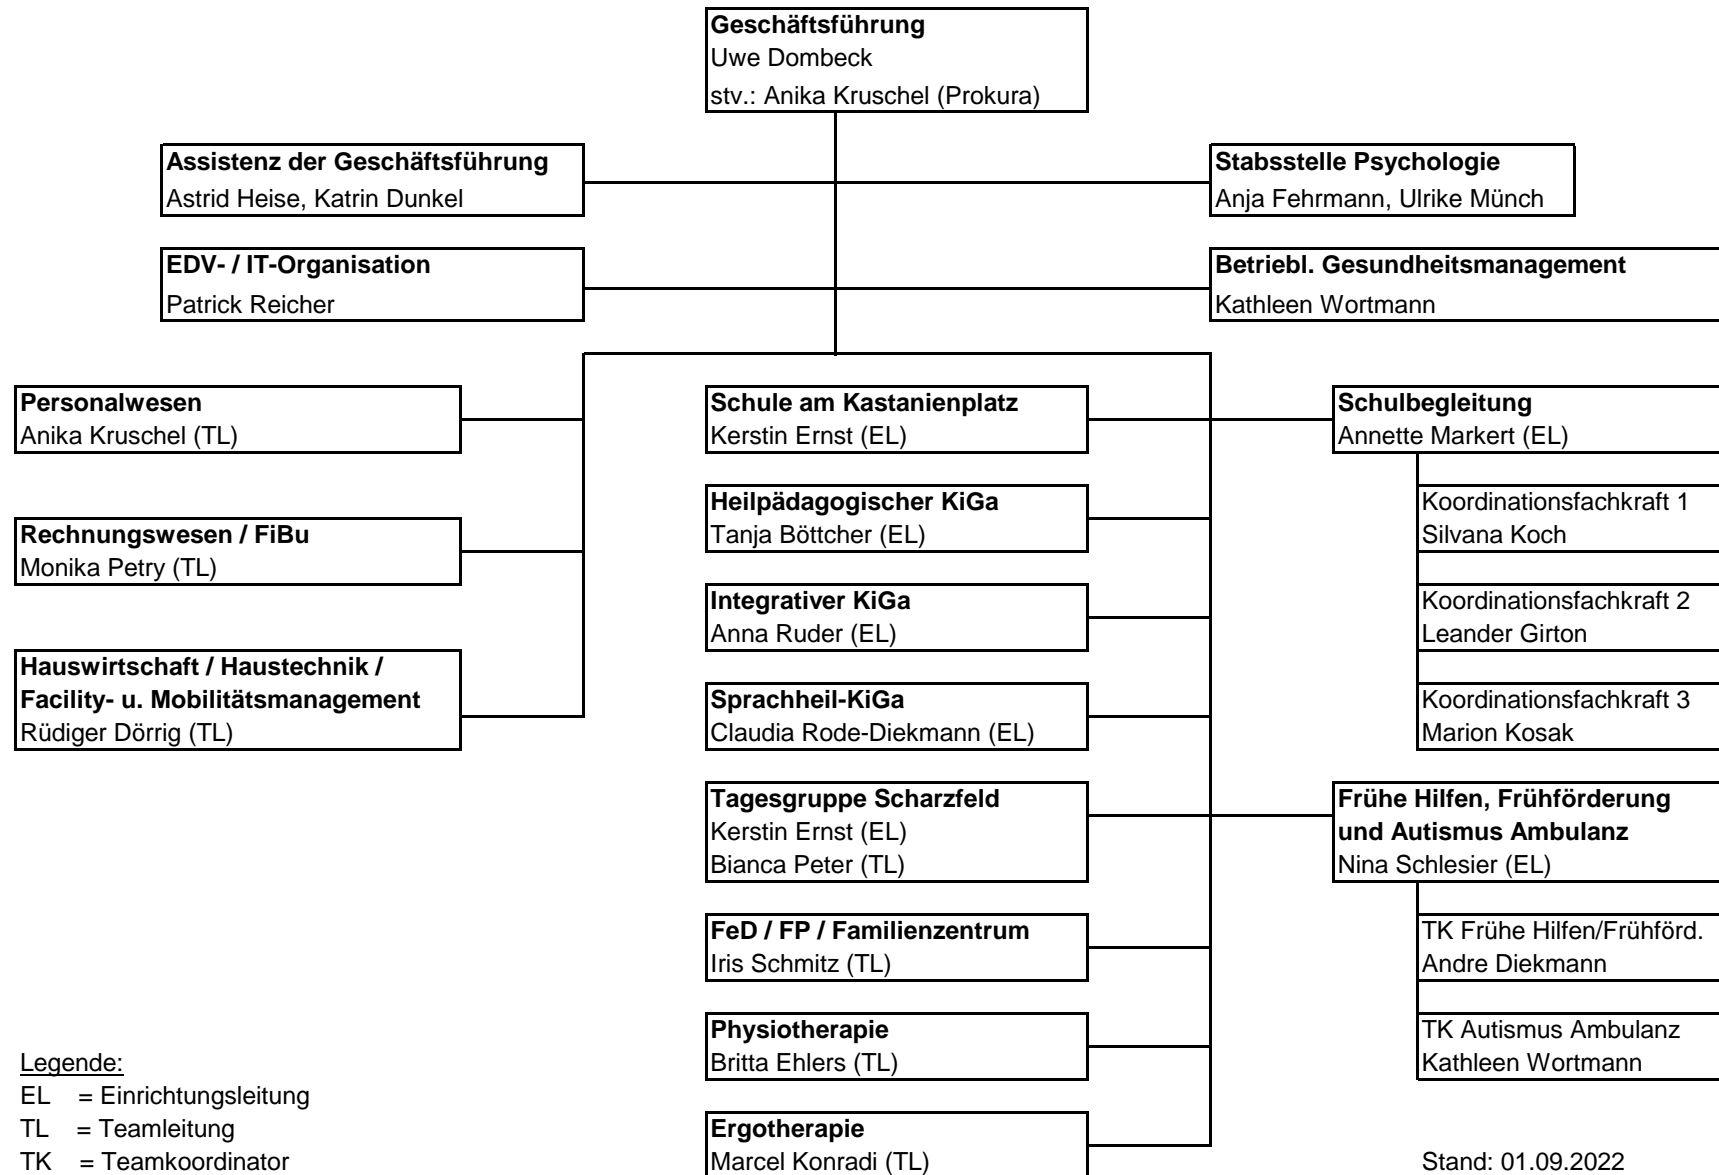 Geschäftsführung
Uwe Dombeck
stv.: Anika Kruschel (Prokura)
Assistenz der Geschäftsführung
Astrid Heise, Katrin Dunkel
Stabsstelle Psychologie
Anja Fehrmann, Ulrike Münch
EDV- / IT-Organisation
Patrick Reicher
Betriebl. Gesundheitsmanagement
Kathleen Wortmann
Personalwesen
Anika Kruschel (TL)
Rechnungswesen / FiBu
Monika Petry (TL)
Hauswirtschaft / Haustechnik /
Facility- u. Mobilitätsmanagement
Rüdiger Dörrig (TL)
Schule am Kastanienplatz
Kerstin Ernst (EL)
Heilpädagogischer KiGa
Tanja Böttcher (EL)
Integrativer KiGa
Anna Ruder (EL)
Sprachheil-KiGa
Claudia Rode-Diekmann (EL)
Tagesgruppe Scharzfeld
Kerstin Ernst (EL)
Bianca Peter (TL)
FeD / FP / Familienzentrum
Iris Schmitz (TL)
Physiotherapie
Britta Ehlers (TL)
Ergotherapie
Marcel Konradi (TL)
Schulbegleitung
Annette Markert (EL)
Koordinationsfachkraft 1
Silvana Koch
Koordinationsfachkraft 2
Leander Girton
Koordinationsfachkraft 3
Marion Kosak
Frühe Hilfen, Frühförderung
und Autismus Ambulanz
Nina Schlesier (EL)
TK Frühe Hilfen/Frühförd.
Andre Diekmann
TK Autismus Ambulanz
Kathleen Wortmann
Legende:
EL = Einrichtungsleitung
TL = Teamleitung
TK = Teamkoordinator
Stand: 01.09.2022